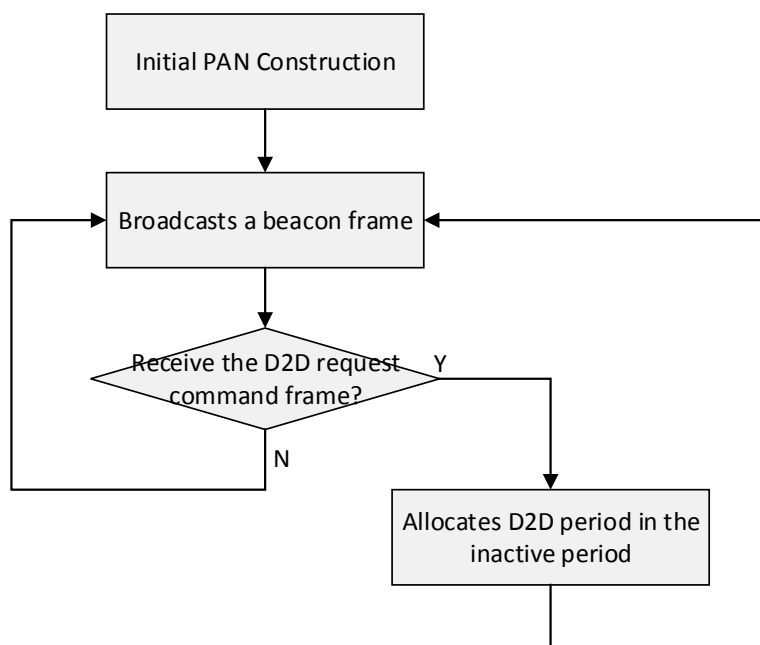 Initial PAN Construction
Broadcasts a beacon frame
Receive the D2D request
command frame?
Y
N
Allocates D2D period in the
inactive period